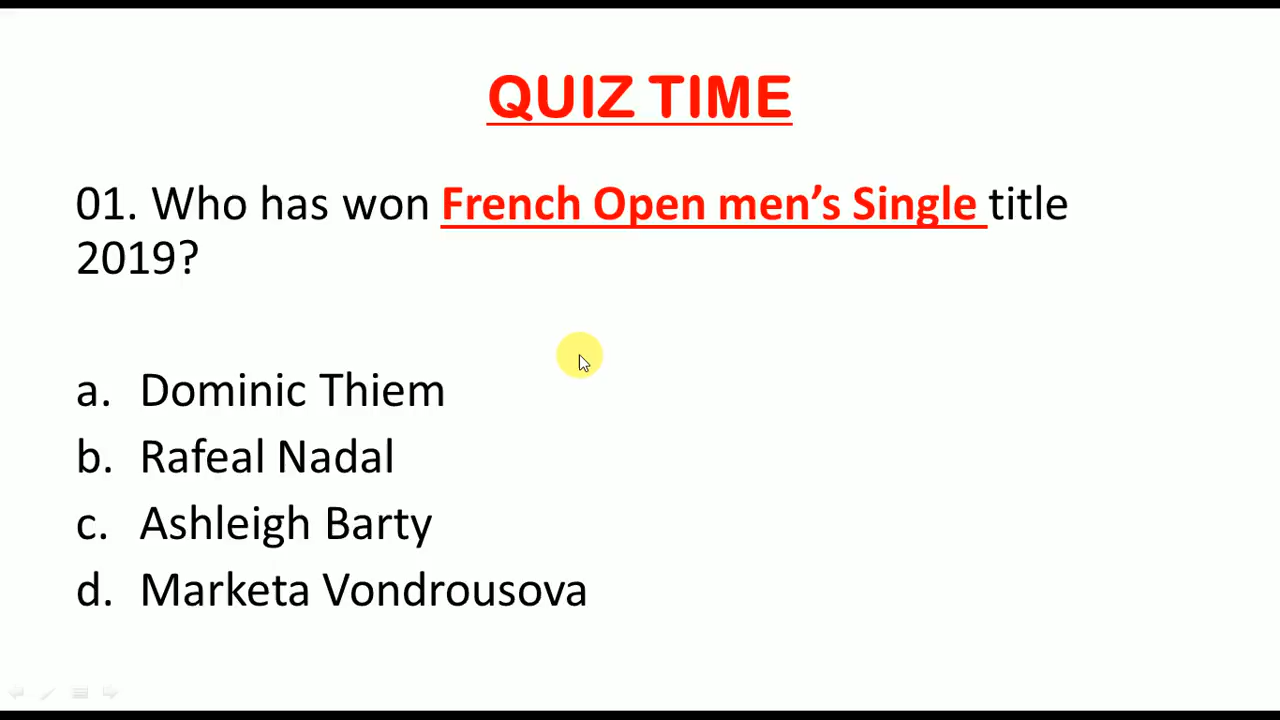 QUIZ TIME
01. Who has won French Open men’s Single title
2019?
a. Dominic Thiem
b. Rafeal Nadal
c. Ashleigh Barty
d. Marketa Vondrousova